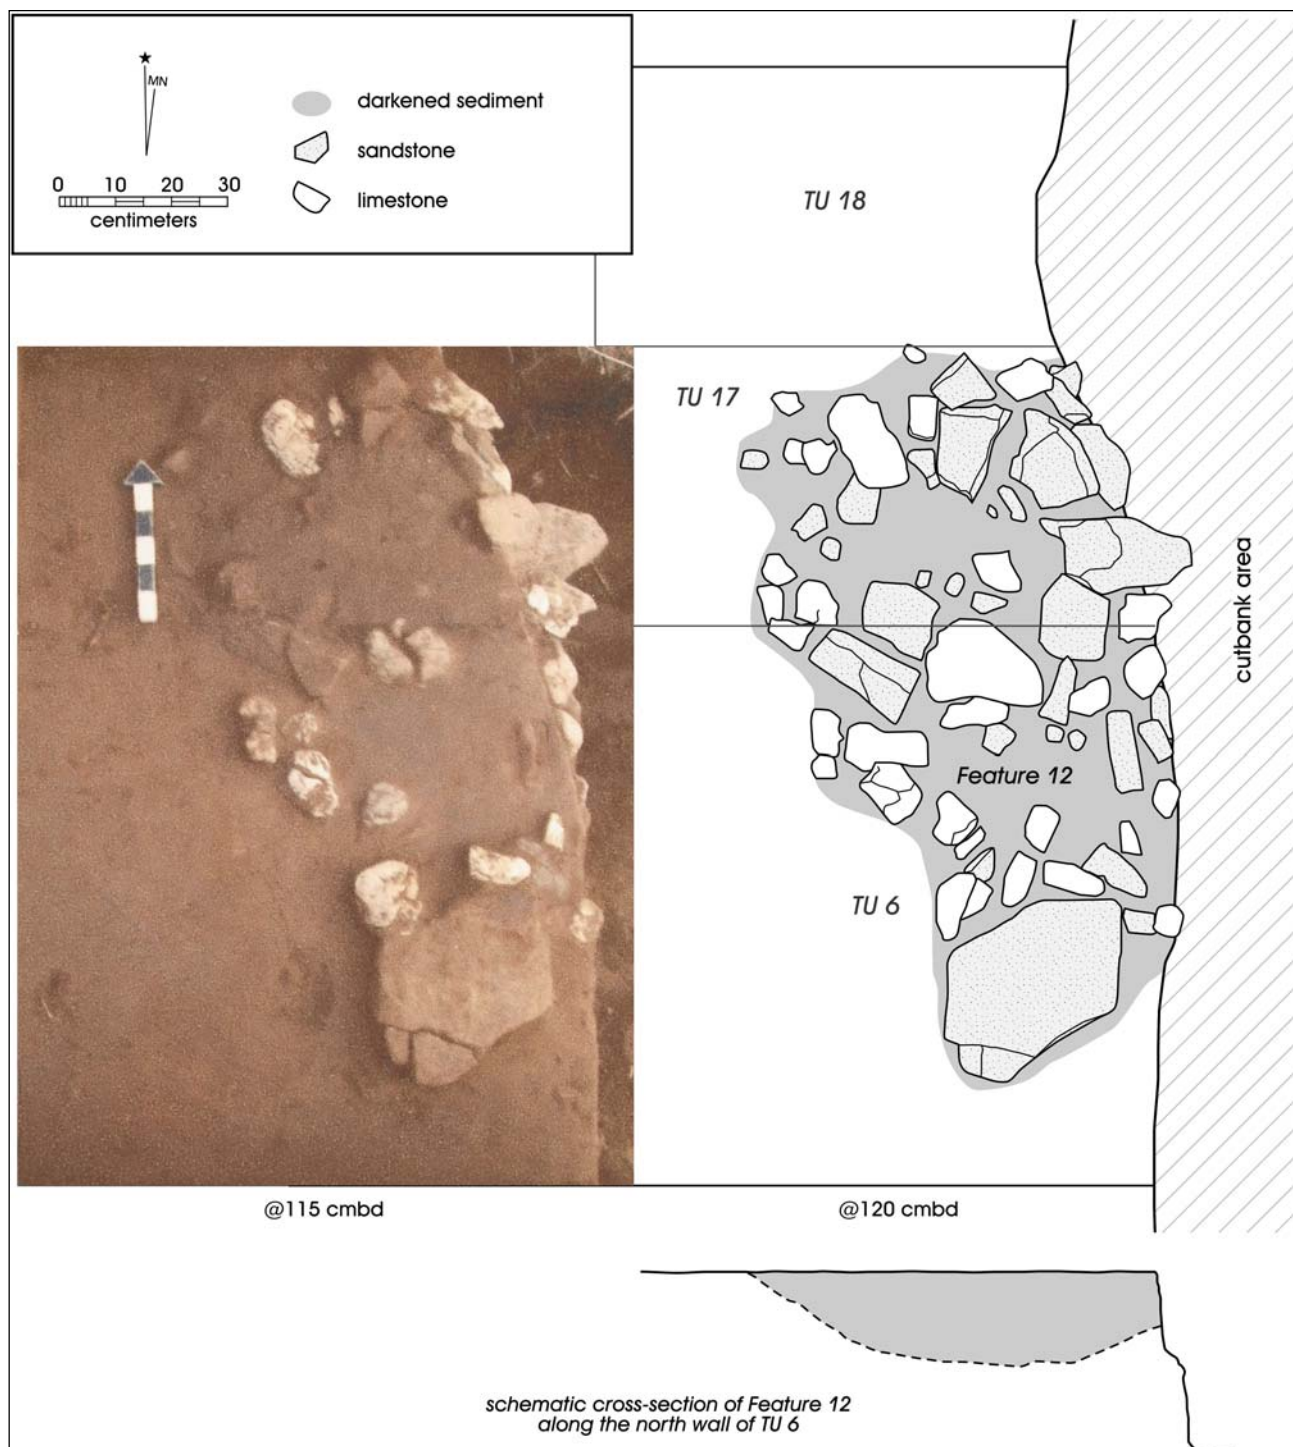 MN
darkened sediment
sandstone
limestone
0 10 20 30
centimeters
TU 18
TU 17
cutbank area
Feature 12
TU 6
@115 cmbd
@120 cmbd
schematic cross-section of Feature 12
along the north wall of TU 6